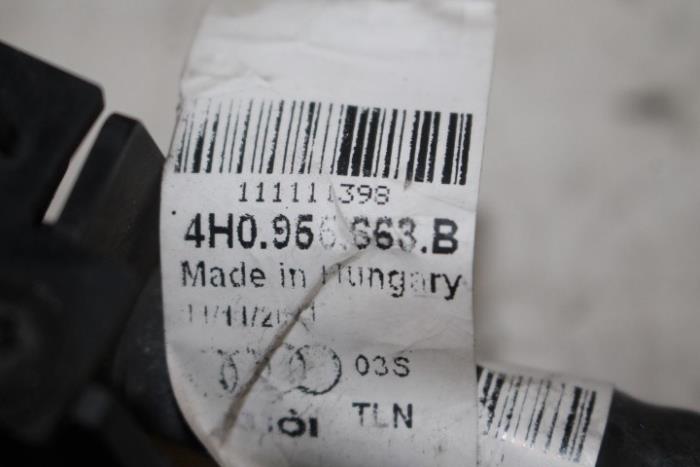 111111398
4H0.956.663.B
Made in Hungary
03S
TLN